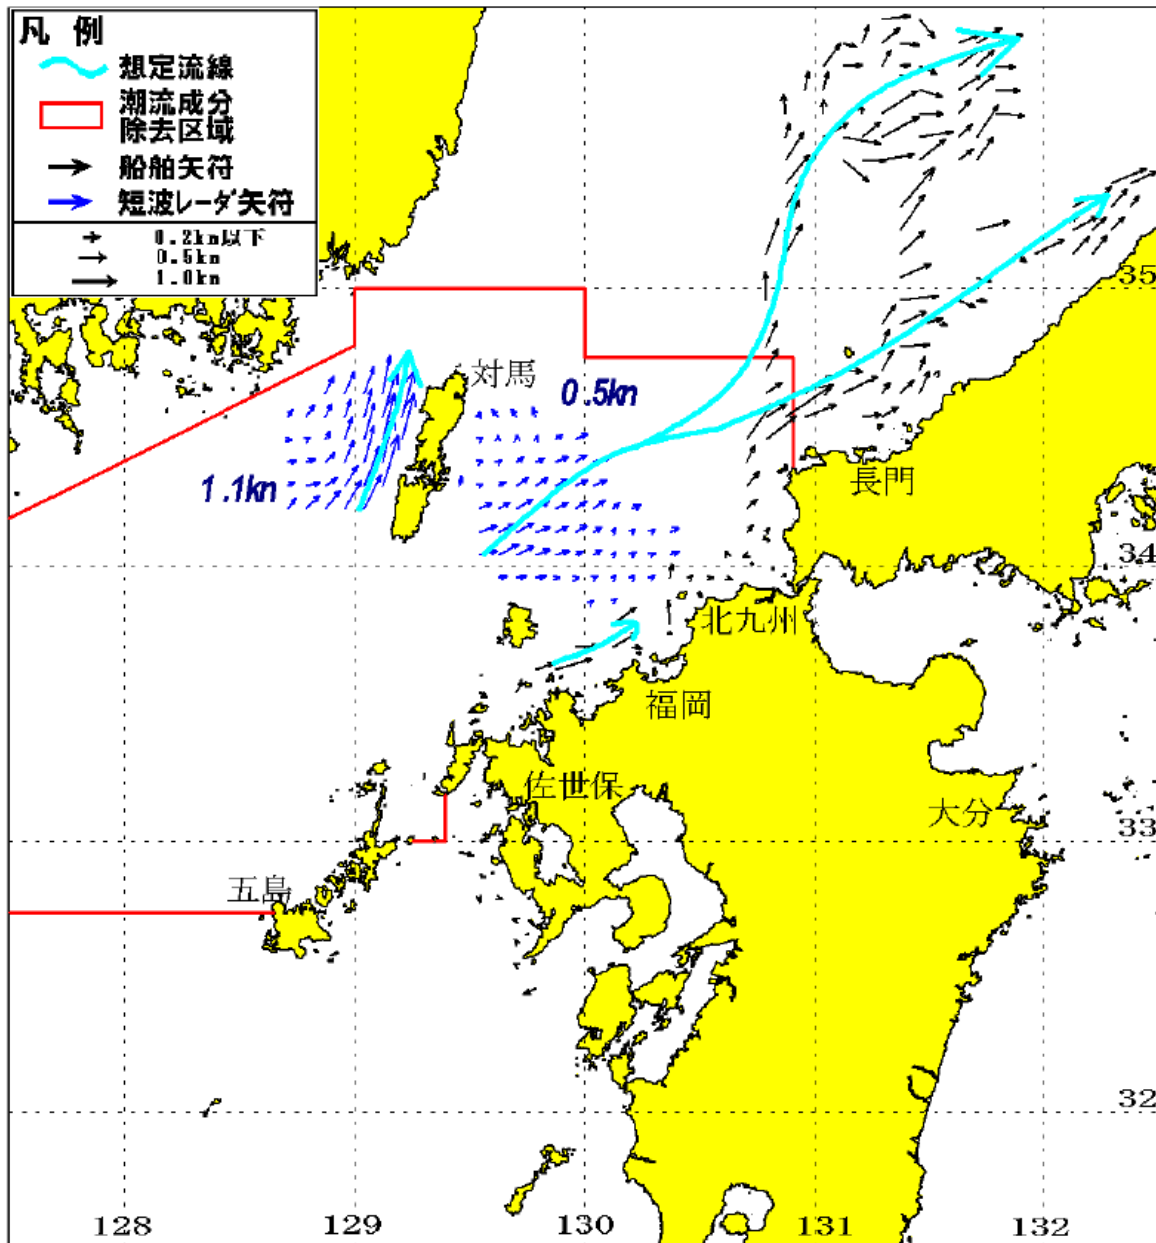 凡 例
想定流線
潮流成分
除去区域
船舶矢符
短波レーダ矢符
0.2kn以下
0.5kn
1.0kn
35
対馬
0.5kn
1.1kn
長門
34
北九州
福岡
佐世保
大分
33
五島
32
128
129
130
131
132